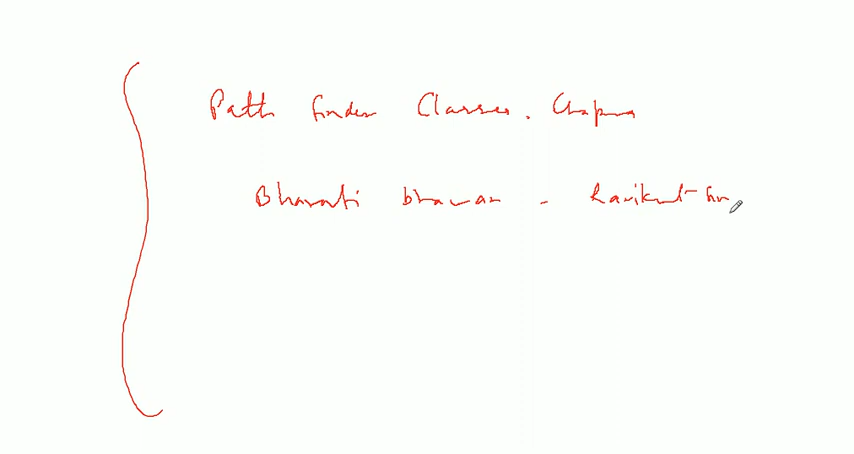 Path finder Classes. Chapra
Bharati bhawan - Ravikant